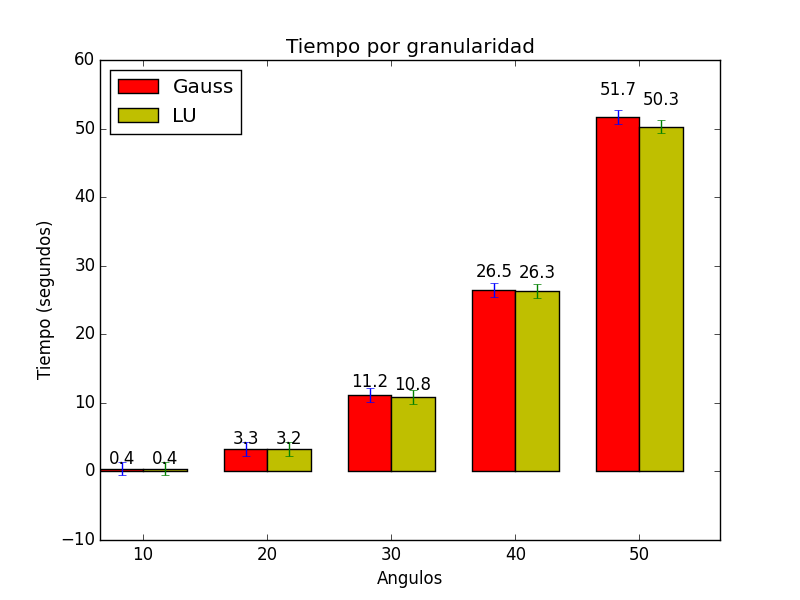 Tiempo por granularidad
Gauss
LU
60
50
40
30
20
10
0
−10
Tiempo (segundos)
0.4 0.4
3.3 3.2
11.2 10.8
26.5 26.3
51.7 50.3
10 20 30 40 50
Angulos